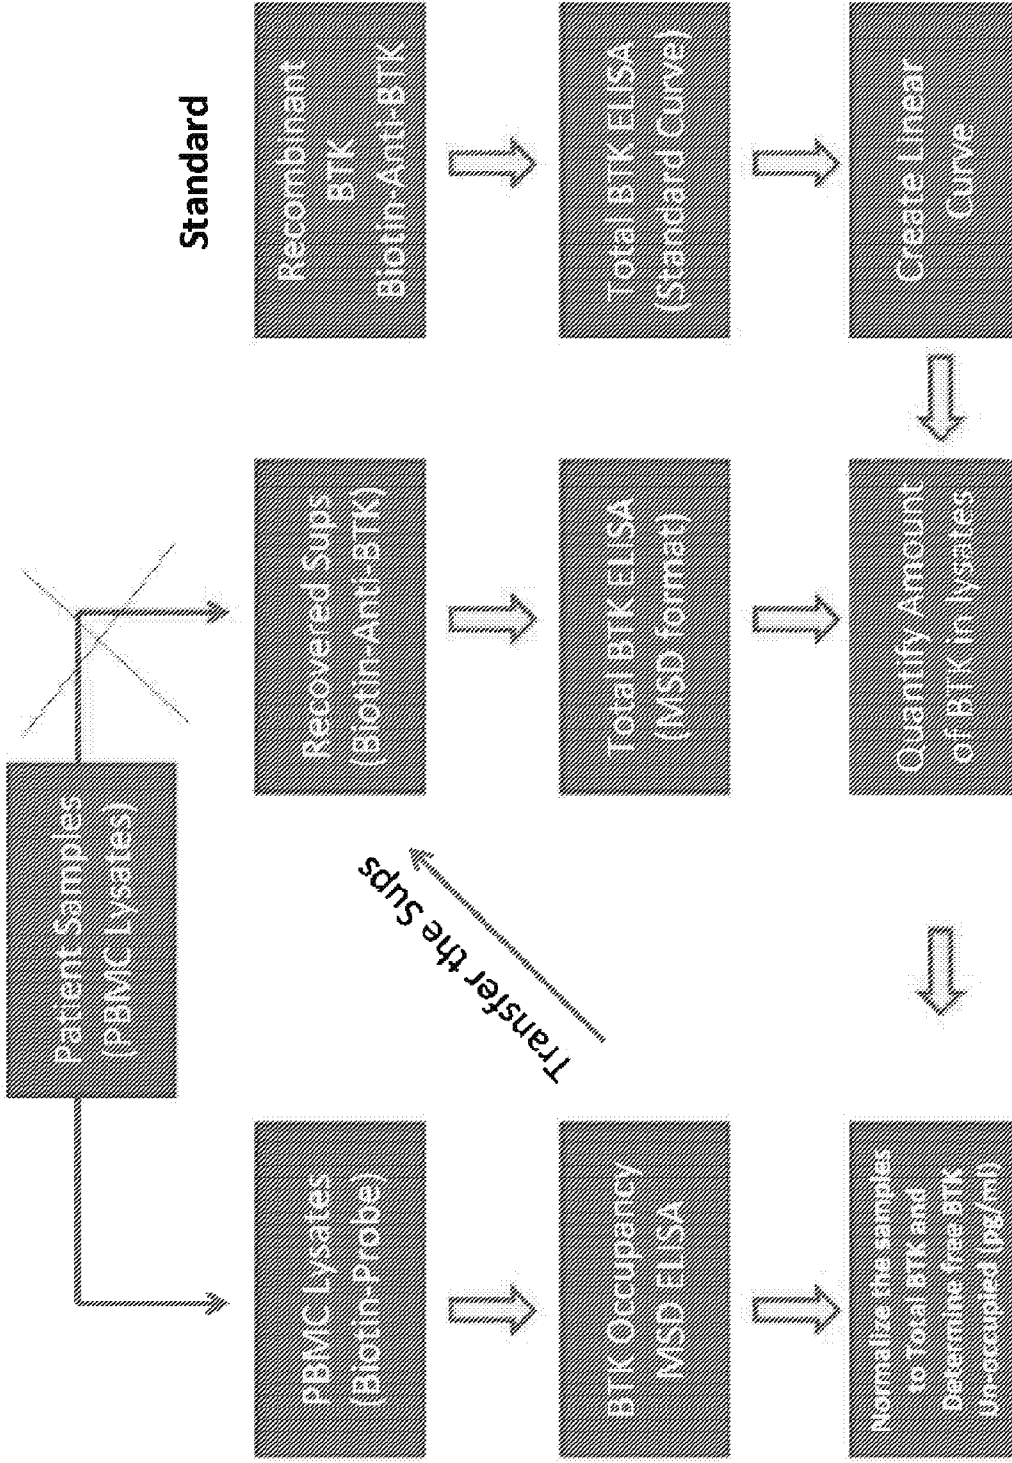 Patient Samples
(PBMC Lysates)
Standard
PBMC Lysates
(Biotin-Probe)
Recovered Sups
(Biotin-Anti-BTK)
Recombinant
BTK
Biotin-Anti-BTK
Transfer the Sups
BTK Occupancy
MSD ELISA
Total BTK ELISA
(MSD format)
Total BTK ELISA
(Standard Curve)
Normalize the samples
to Total BTK and
Determine free BTK
Un-occupied (pg/ml)
Quantify Amount
of BTK in lysates
Create Linear
Curve